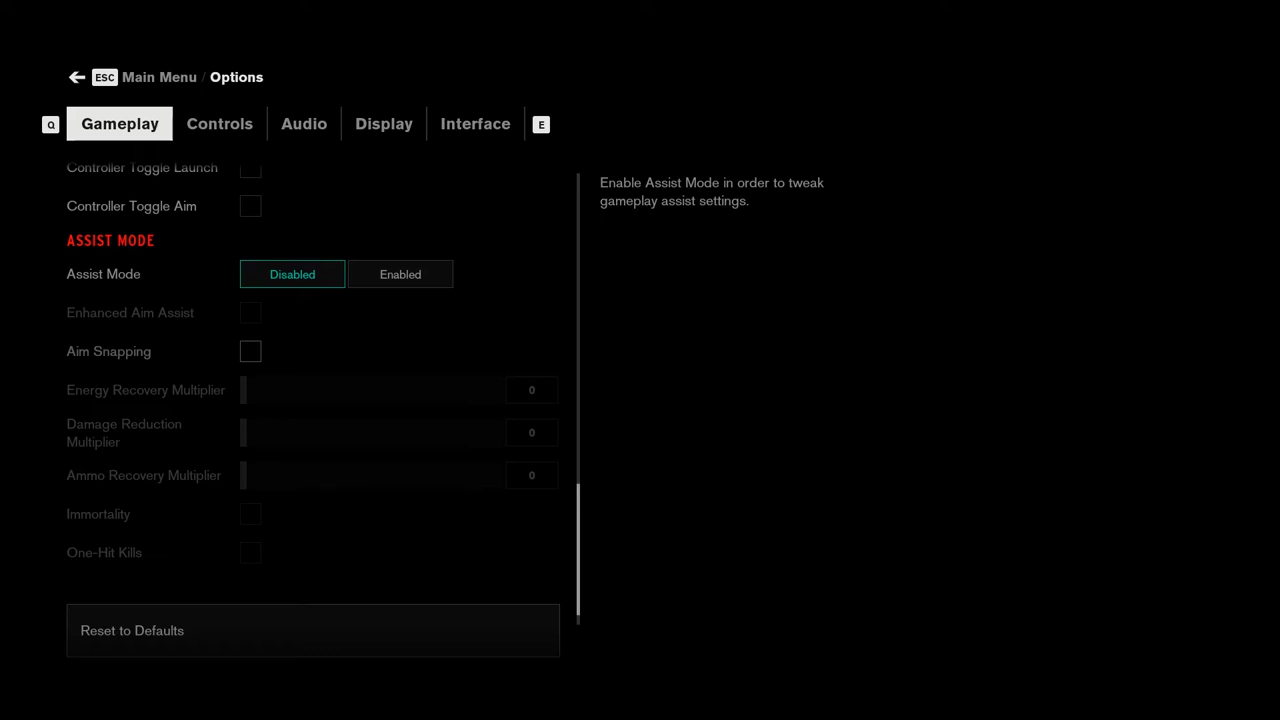 ESC Main Menu / Options
Q Gameplay Controls Audio Display Interface E
Controller Toggle Launch
Controller Toggle Aim
ASSIST MODE
Assist Mode Disabled Enabled
Enhanced Aim Assist
Aim Snapping
Energy Recovery Multiplier 0
Damage Reduction
Multiplier 0
Ammo Recovery Multiplier 0
Immortality
One-Hit Kills
Reset to Defaults
Enable Assist Mode in order to tweak
gameplay assist settings.